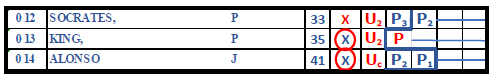 0 12 SOCRATES, P 33 X U2 P3 P2
0 13 KING, P 35 X U2 P
0 14 ALONSO J 41 X Uc P2 P1